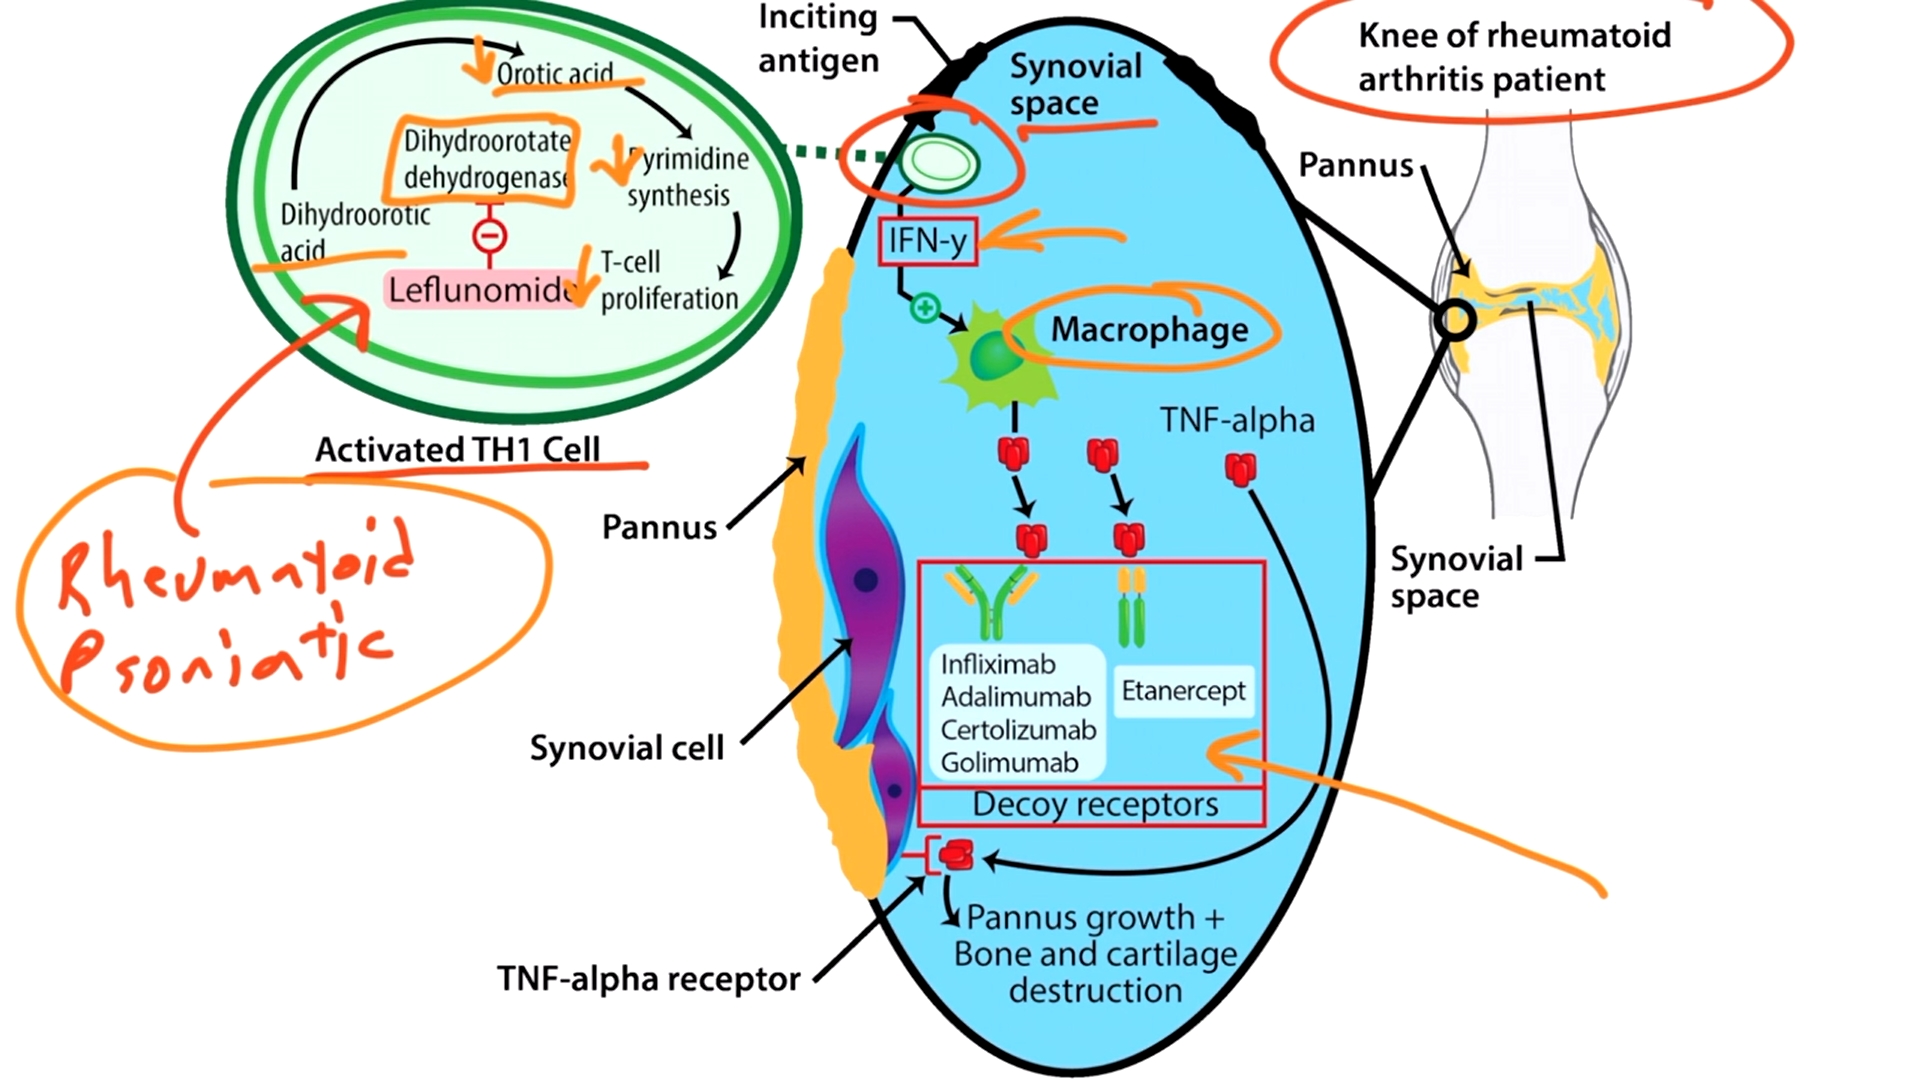 Inciting
antigen
Synovial
space
Knee of rheumatoid
arthritis patient
Orotic acid
Dihydroorotate
dehydrogenase
Pyrimidine
synthesis
Dihydroorotic
acid
Leflunomide
T-cell
proliferation
Activated TH1 Cell
Rheumatoid
Psoriatic
IFN-y
+
Macrophage
TNF-alpha
Pannus
Pannus
Synovial
space
Infliximab
Adalimumab
Certolizumab
Golimumab
Etanercept
Decoy receptors
Synovial cell
TNF-alpha receptor
Pannus growth +
Bone and cartilage
destruction